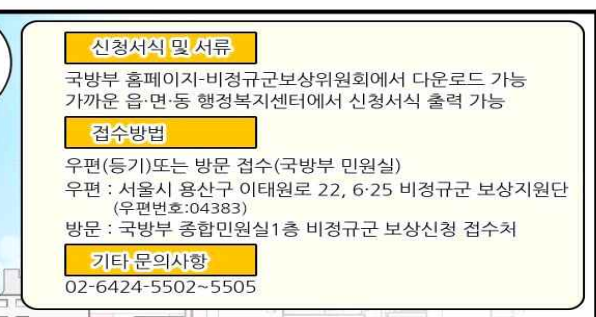 신청서식 및 서류
국방부 홈페이지-비정규군보상위원회에서 다운로드 가능
가까운 읍·면·동 행정복지센터에서 신청서식 출력 가능
접수방법
우편(등기)또는 방문 접수(국방부 민원실)
우편 : 서울시 용산구 이태원로 22, 6·25 비정규군 보상지원단
(우편번호:04383)
방문 : 국방부 종합민원실1층 비정규군 보상신청 접수처
기타 문의사항
02-6424-5502~5505